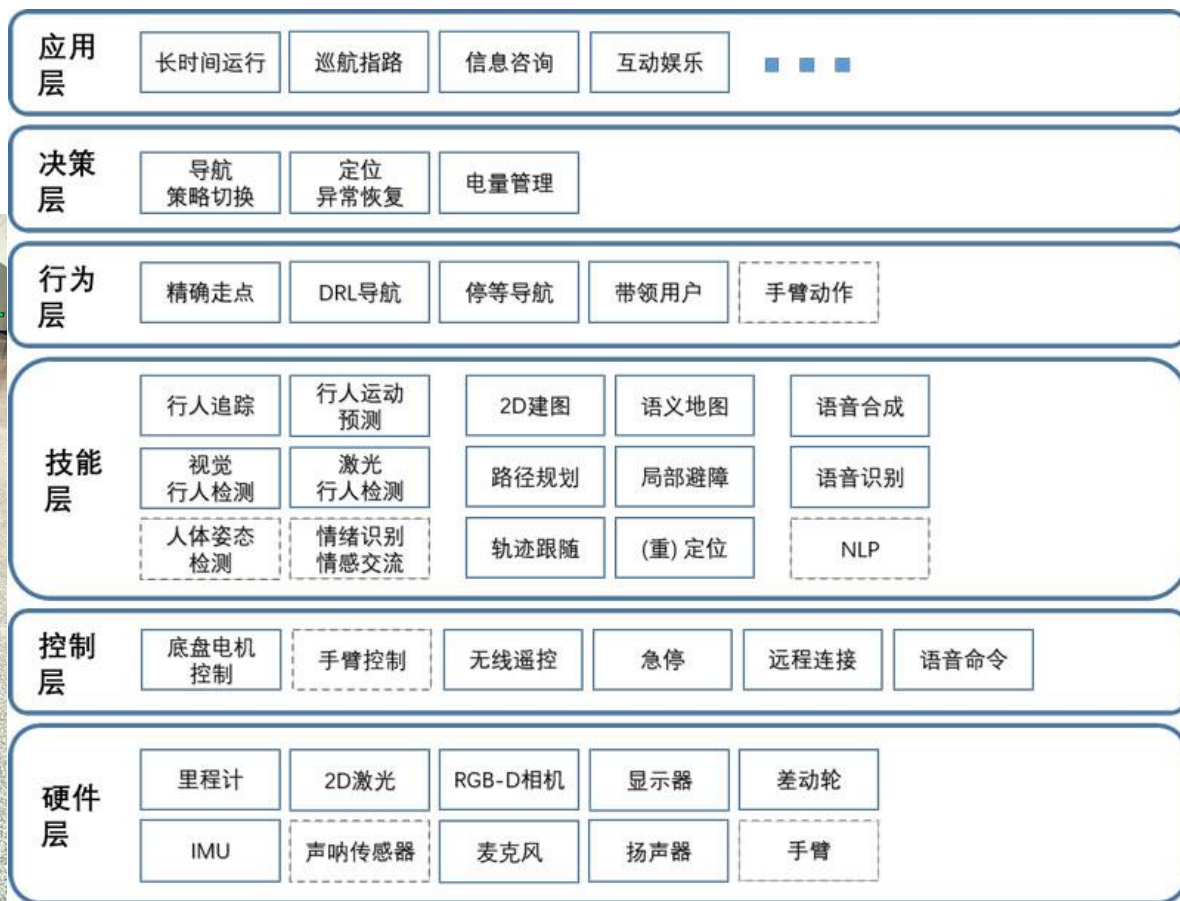 应用
层
长时间运行
巡航指路
信息咨询
互动娱乐
决策
层
导航
策略切换
定位
异常恢复
电量管理
行为
层
精确走点
DRL导航
停等导航
带领用户
手臂动作
技能
层
行人追踪
行人运动
预测
2D建图
语义地图
语音合成
视觉
行人检测
激光
行人检测
路径规划
局部避障
语音识别
人体姿态
检测
情绪识别
情感交流
轨迹跟随
(重) 定位
NLP
控制
层
底盘电机
控制
手臂控制
无线遥控
急停
远程连接
语音命令
硬件
层
里程计
2D激光
RGB-D相机
显示器
差动轮
IMU
声呐传感器
麦克风
扬声器
手臂